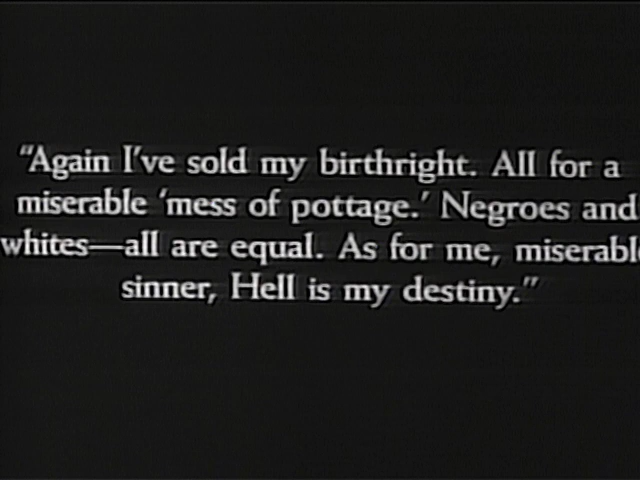 "Again I've sold my birthright. All for a
miserable 'mess of pottage.' Negroes and
whites—all are equal. As for me, miserable
sinner, Hell is my destiny."